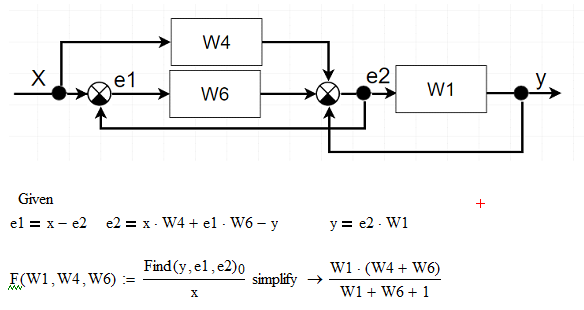 W4
X e1 e2 y
W6 W1
Given
e1 = x − e2 e2 = x · W4 + e1 · W6 − y y = e2 · W1
F(W1, W4, W6) := Find(y, e1, e2)0 / x simplify → W1 · (W4 + W6) / W1 + W6 + 1